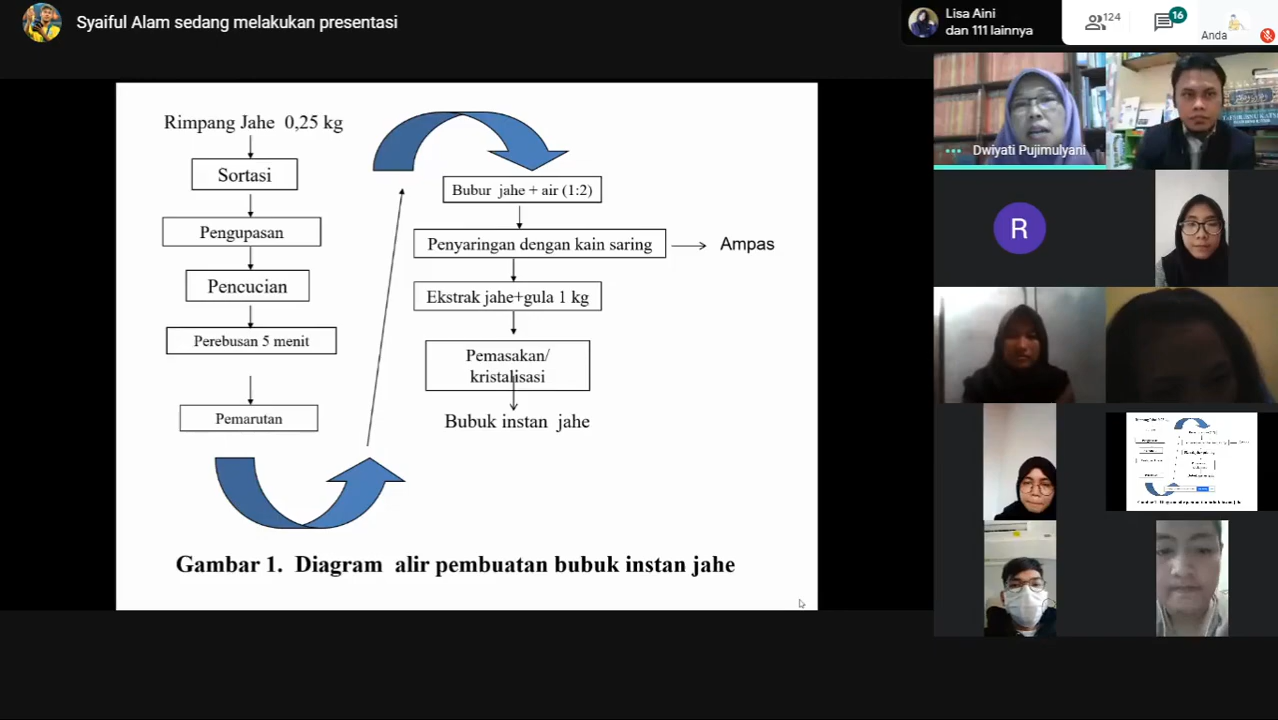 Syaiful Alam sedang melakukan presentasi
Lisa Aini
dan 111 lainnya
124
16
Anda
Rimpang Jahe 0,25 kg
Sortasi
Pengupasan
Pencucian
Perebusan 5 menit
Pemarutan
Bubur jahe + air (1:2)
Penyaringan dengan kain saring
Ampas
Ekstrak jahe+gula 1 kg
Pemasakan/
kristalisasi
Bubuk instan jahe
Gambar 1. Diagram alir pembuatan bubuk instan jahe
Dwiyati Pujimulyani
R